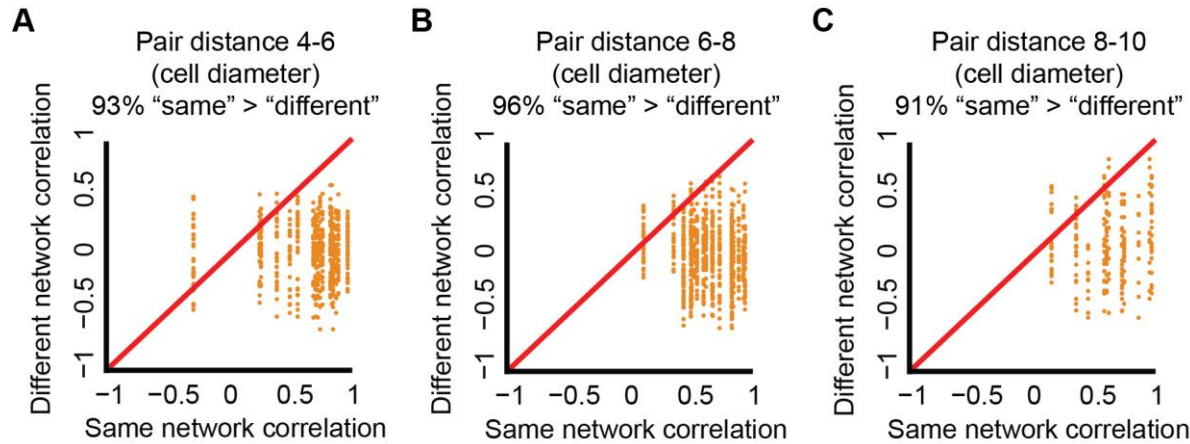 A
Pair distance 4-6
(cell diameter)
93% “same” > “different”
Different network correlation
1
0.5
0
−0.5
−1
−1
−0.5
0
0.5
1
Same network correlation
B
Pair distance 6-8
(cell diameter)
96% “same” > “different”
Different network correlation
1
0.5
0
−0.5
−1
−1
−0.5
0
0.5
1
Same network correlation
C
Pair distance 8-10
(cell diameter)
91% “same” > “different”
Different network correlation
1
0.5
0
−0.5
−1
−1
−0.5
0
0.5
1
Same network correlation